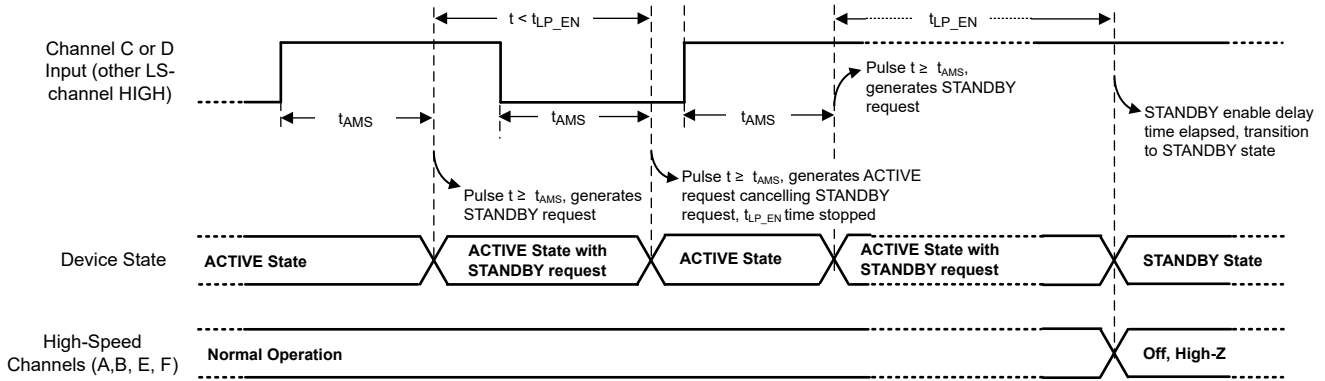 t < tLP_EN
tLP_EN
Channel C or D
Input (other LS-
channel HIGH)
Pulse t ≥ tAMS,
generates STANDBY
request
tAMS
tAMS
tAMS
STANDBY enable delay
time elapsed, transition
to STANDBY state
Pulse t ≥ tAMS, generates
STANDBY request
Pulse t ≥ tAMS, generates ACTIVE
request cancelling STANDBY
request, tLP_EN time stopped
Device State
ACTIVE State
ACTIVE State with
STANDBY request
ACTIVE State
ACTIVE State with
STANDBY request
STANDBY State
High-Speed
Channels (A,B, E, F)
Normal Operation
Off, High-Z